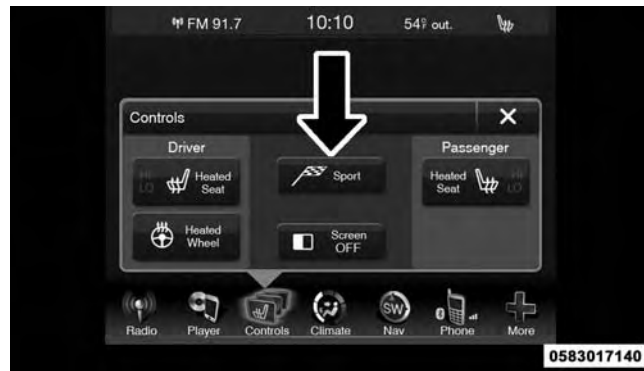 FM 91.7 10:10 54°F out.
Controls
Driver
Passenger
HI
LO
Heated
Seat
Sport
Heated
Seat
HI
LO
Heated
Wheel
Screen
OFF
SW
Radio Player Controls Climate Nav Phone More
0583017140